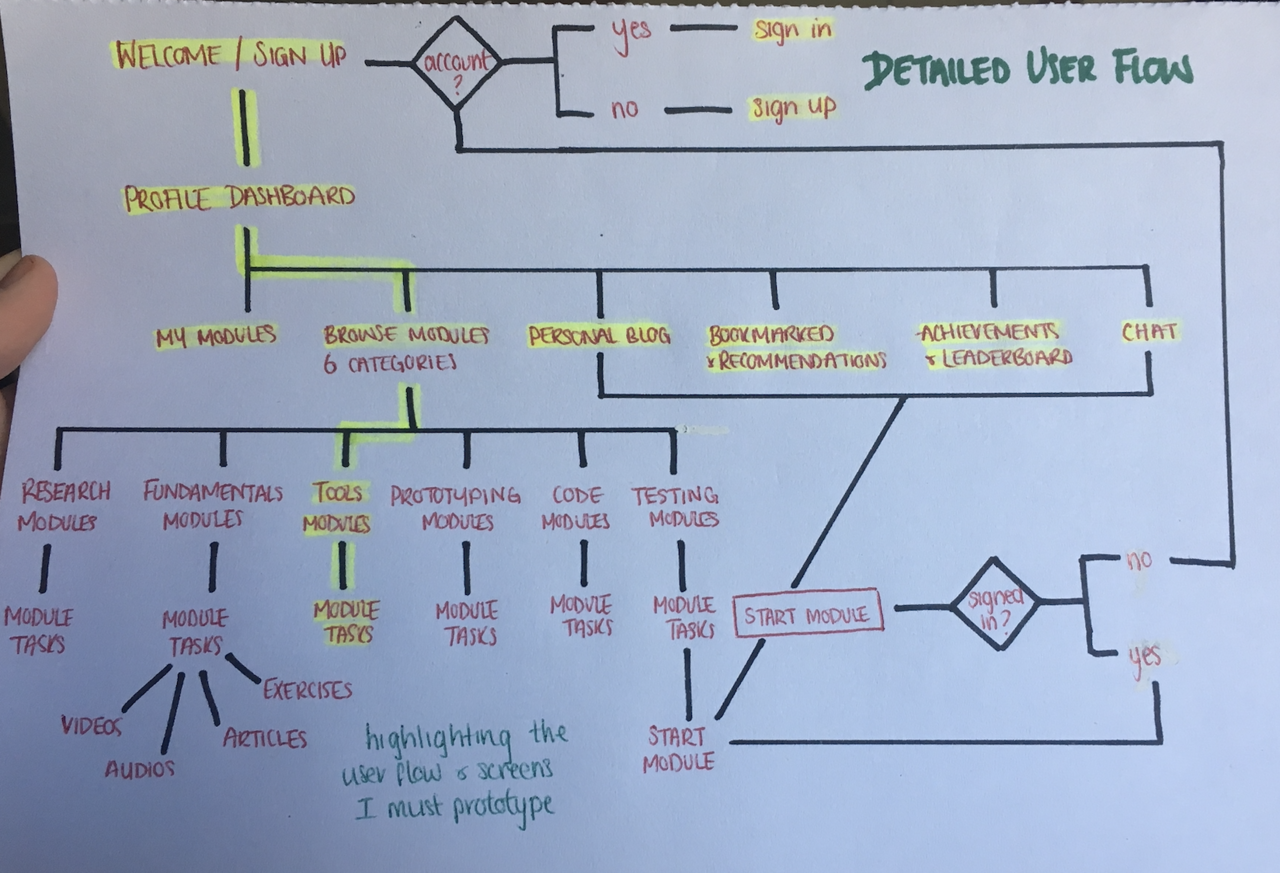 DETAILED USER FLOW
WELCOME / SIGN UP
account
?
yes
sign in
no
sign up
PROFILE DASHBOARD
MY MODULES
BROWSE MODULES
6 CATEGORIES
PERSONAL BLOG
BOOKMARKED
& RECOMMENDATIONS
ACHIEVEMENTS
& LEADERBOARD
CHAT
RESEARCH
MODULES
FUNDAMENTALS
MODULES
TOOLS
MODULES
PROTOTYPING
MODULES
CODE
MODULES
TESTING
MODULES
MODULE
TASKS
MODULE
TASKS
MODULE
TASKS
MODULE
TASKS
MODULE
TASKS
MODULE
TASKS
START MODULE
signed
in?
no
yes
VIDEOS
AUDIOS
ARTICLES
EXERCISES
START
MODULE
highlighting the
user flow & screens
I must prototype